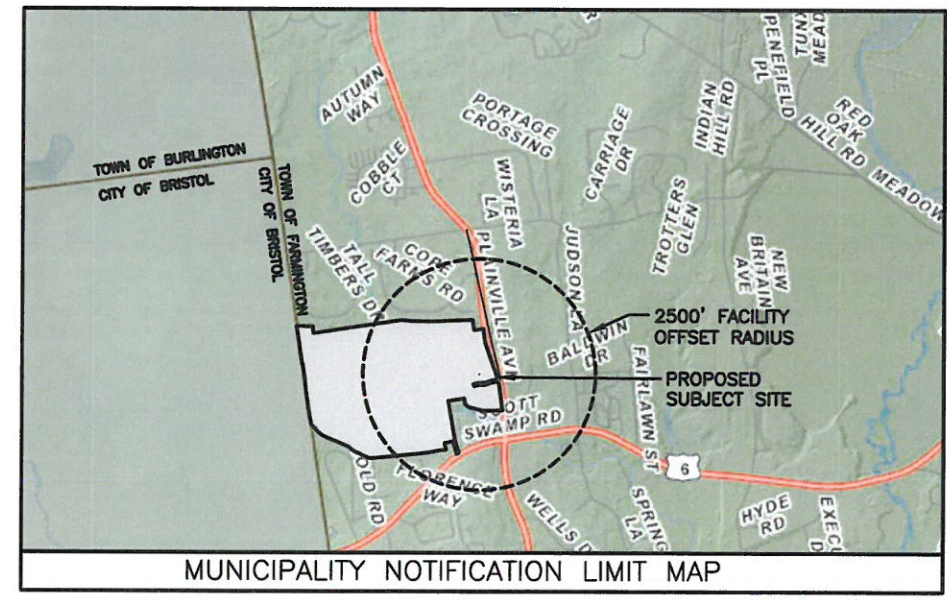 AUTUMN
WAY
PORTAGE
CROSSING
CARRIAGE
DR
INDIAN
HILL RD
PENEFIELD
PL
TUNX
MEAD
RED
OAK
HILL RD
MEADOW
TOWN OF BURLINGTON
CITY OF BRISTOL
TOWN OF FARMINGTON
CITY OF BRISTOL
COBBLE
CT
WISTERIA
LA
TROTTERS
GLEN
NEW
BRITAIN
AVE
TALL
TIMBERS DR
COPE
FARMS RD
PLAINVILLE AVE
JUDSON LA
BALDWIN
DR
FAIRLAWN ST
2500' FACILITY
OFFSET RADIUS
PROPOSED
SUBJECT SITE
SCOTT
SWAMP RD
6
OLD RD
FLORENCE
WAY
WELLS D
SPRING
LA
HYDE
RD
EXECU
D
MUNICIPALITY NOTIFICATION LIMIT MAP